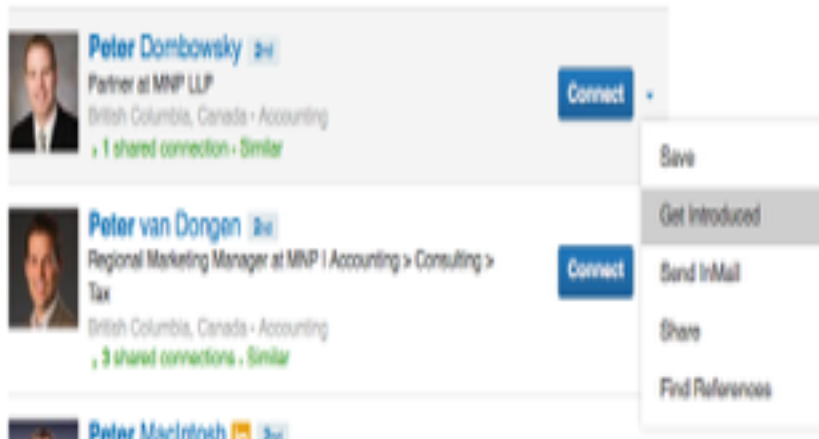 Peter Dombowsky 2nd
Partner at MNP LLP
British Columbia, Canada • Accounting
1 shared connection • Similar
Connect
Save
Get Introduced
Send InMail
Share
Find References
Peter van Dongen 2nd
Regional Marketing Manager at MNP | Accounting > Consulting >
Tax
British Columbia, Canada • Accounting
3 shared connections • Similar
Connect
Peter MacIntosh in 2nd